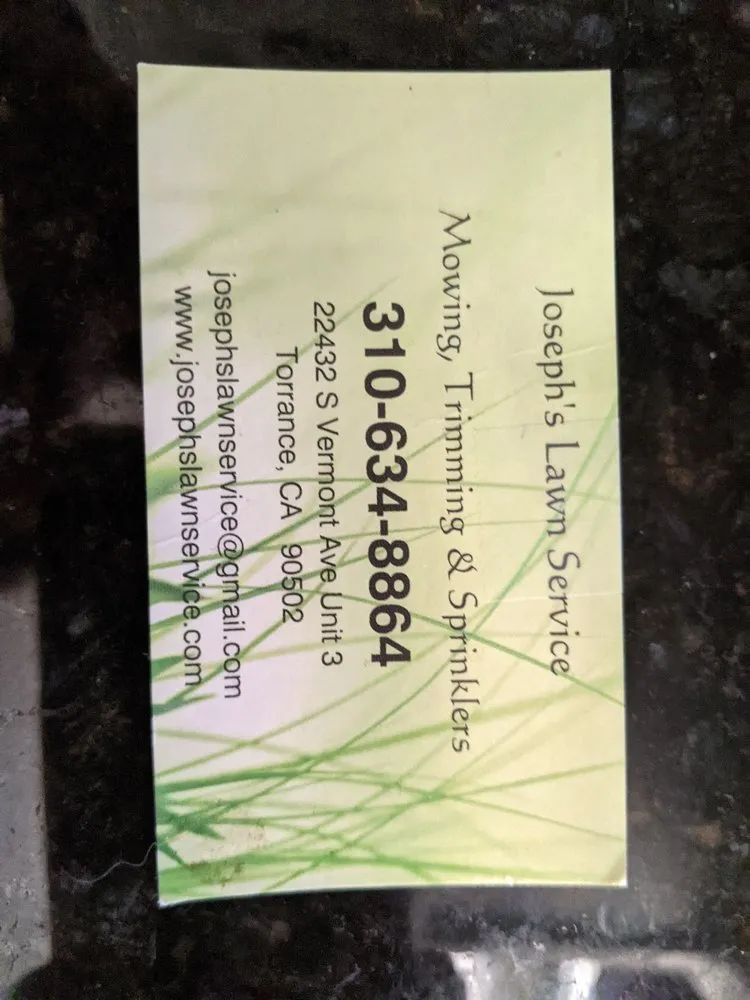 Joseph's Lawn Service
Mowing, Trimming & Sprinklers
310-634-8864
22432 S Vermont Ave Unit 3
Torrance, CA 90502
josephslawnservice@gmail.com
www.josephslawnservice.com